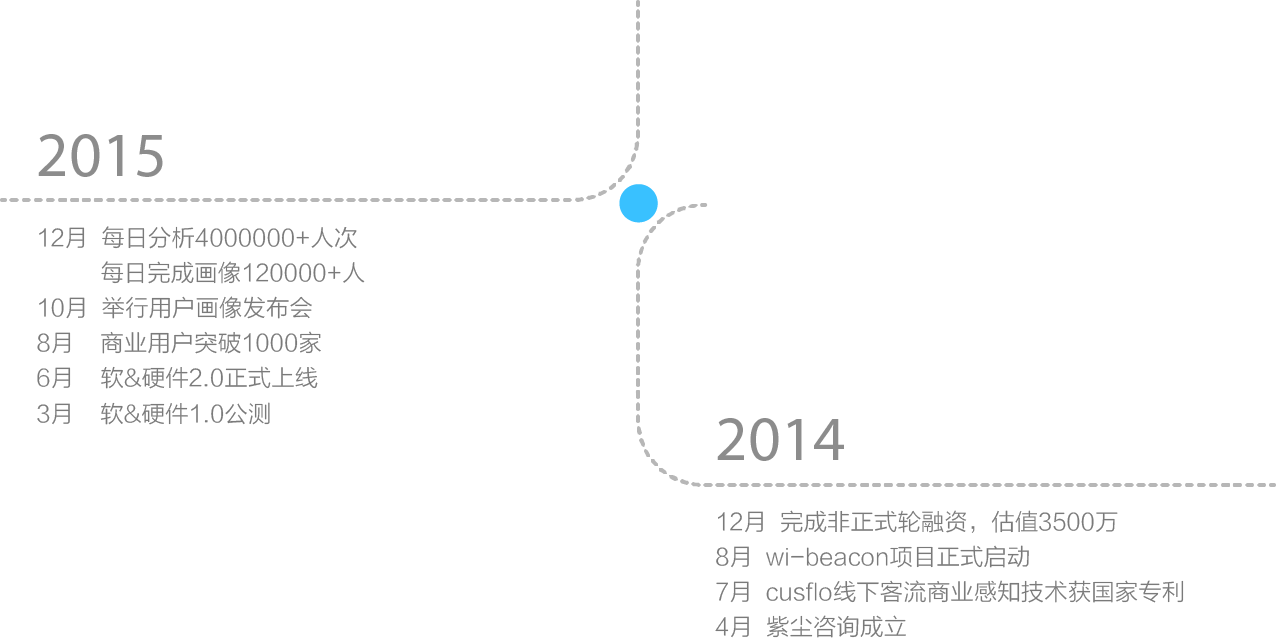 2015
12月 每日分析4000000+人次
每日完成画像120000+人
10月 举行用户画像发布会
8月 商业用户突破1000家
6月 软&硬件2.0正式上线
3月 软&硬件1.0公测
2014
12月 完成非正式轮融资，估值3500万
8月 wi-beacon项目正式启动
7月 cusflo线下客流商业感知技术获国家专利
4月 紫尘咨询成立